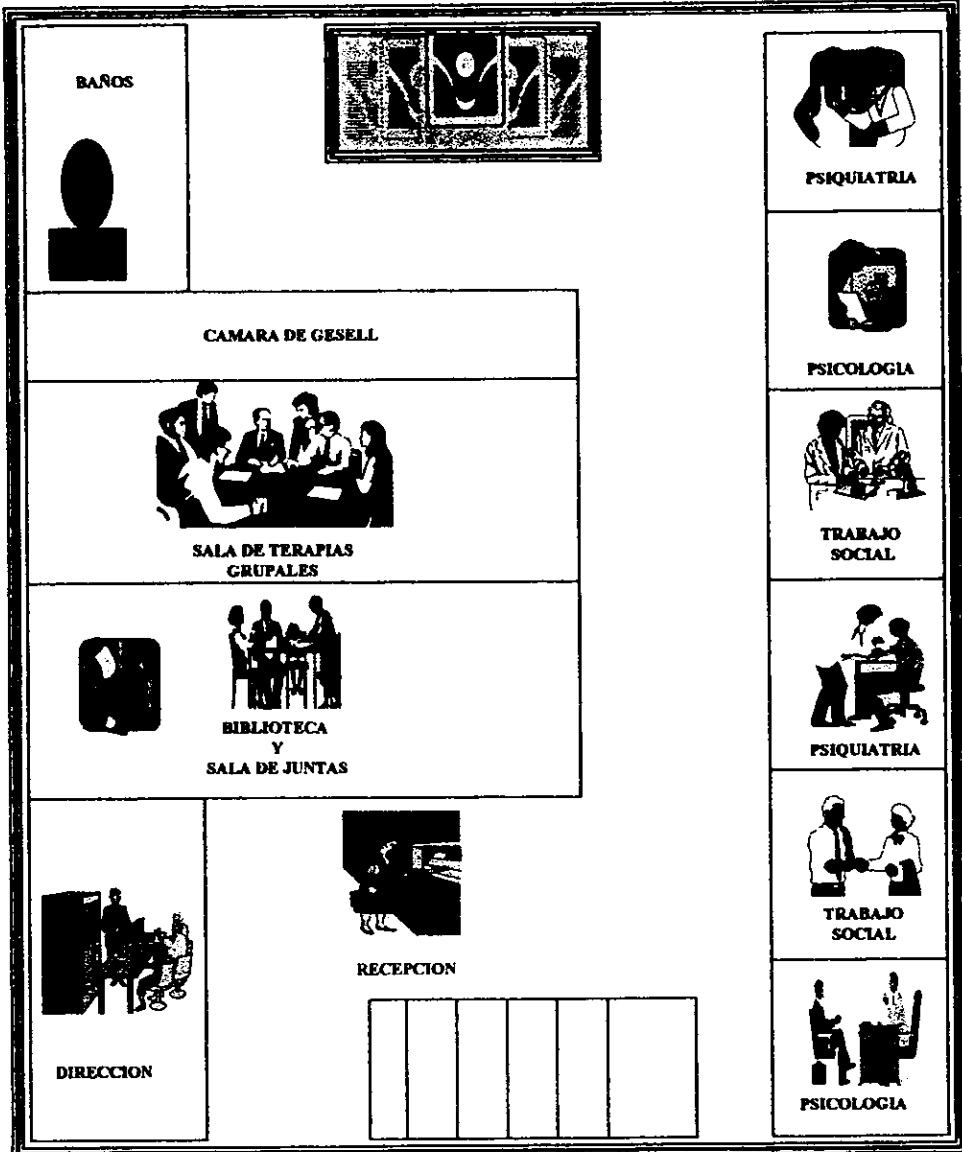 BAÑOS
CAMARA DE GESELL
SALA DE TERAPIAS
GRUPALES
BIBLIOTECA
Y
SALA DE JUNTAS
DIRECCION
RECEPCION
PSIQUIATRIA
PSICOLOGIA
TRABAJO
SOCIAL
PSIQUIATRIA
TRABAJO
SOCIAL
PSICOLOGIA